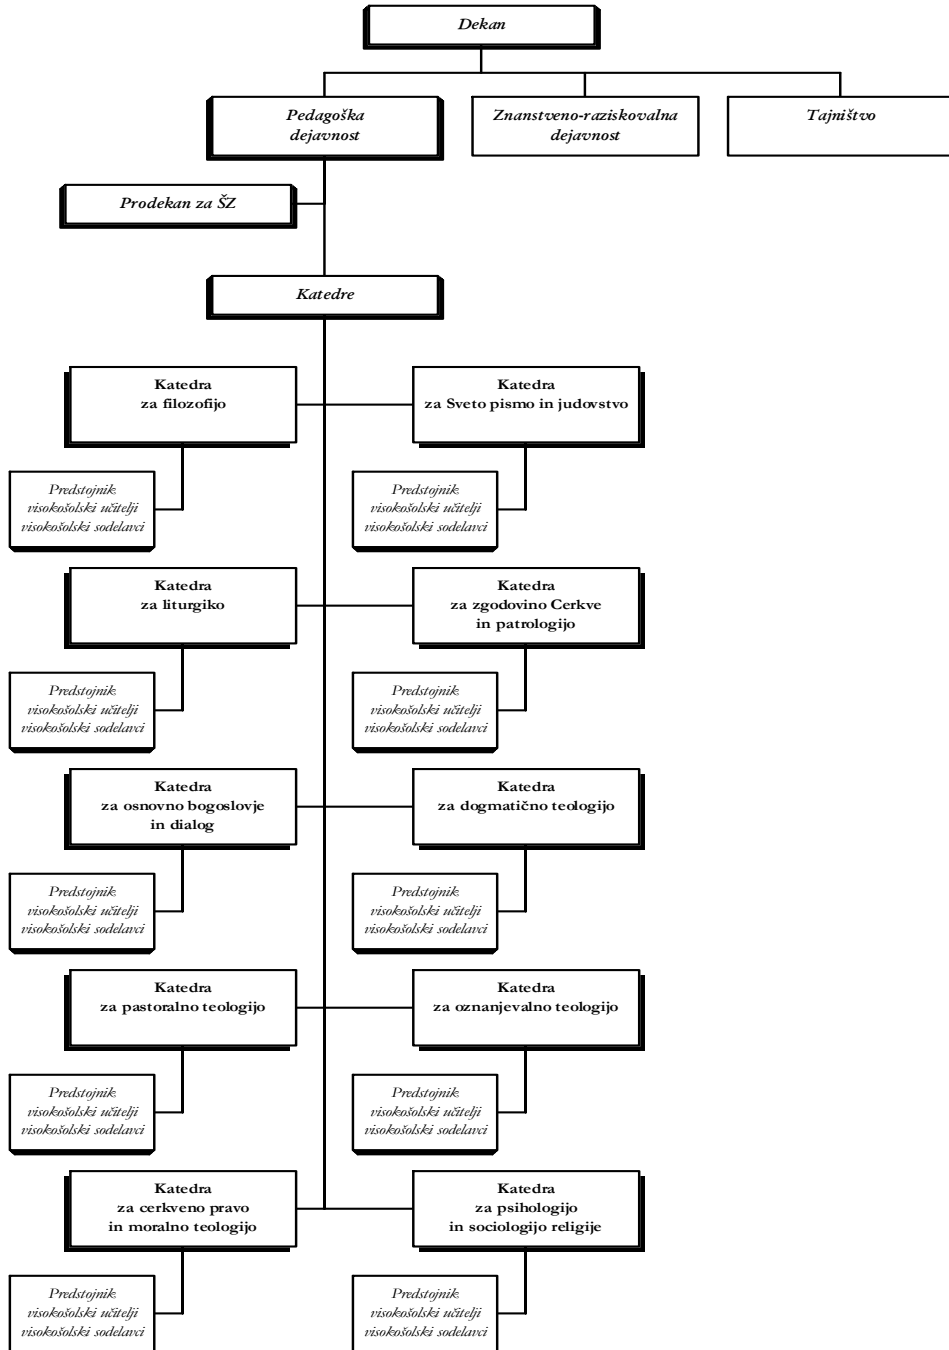 Dekan
Pedagoška
dejavnost
Znanstveno-raziskovalna
dejavnost
Tajništvo
Prodekan za ŠZ
Katedre
Katedra
za filozofijo
Katedra
za Sveto pismo in judovstvo
Predstojnik
visokošolski učitelji
visokošolski sodelavci
Predstojnik
visokošolski učitelji
visokošolski sodelavci
Katedra
za liturgiko
Katedra
za zgodovino Cerkve
in patrologijo
Predstojnik
visokošolski učitelji
visokošolski sodelavci
Predstojnik
visokošolski učitelji
visokošolski sodelavci
Katedra
za osnovno bogoslovje
in dialog
Katedra
za dogmatično teologijo
Predstojnik
visokošolski učitelji
visokošolski sodelavci
Predstojnik
visokošolski učitelji
visokošolski sodelavci
Katedra
za pastoralno teologijo
Katedra
za oznanjevalno teologijo
Predstojnik
visokošolski učitelji
visokošolski sodelavci
Predstojnik
visokošolski učitelji
visokošolski sodelavci
Katedra
za cerkveno pravo
in moralno teologijo
Katedra
za psihologijo
in sociologijo religije
Predstojnik
visokošolski učitelji
visokošolski sodelavci
Predstojnik
visokošolski učitelji
visokošolski sodelavci